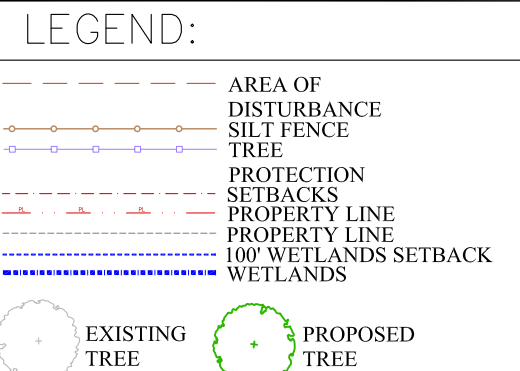 LEGEND:
AREA OF
DISTURBANCE
SILT FENCE
TREE
PROTECTION
SETBACKS
PL PL PL PROPERTY LINE
PROPERTY LINE
100' WETLANDS SETBACK
WETLANDS
EXISTING
TREE
PROPOSED
TREE